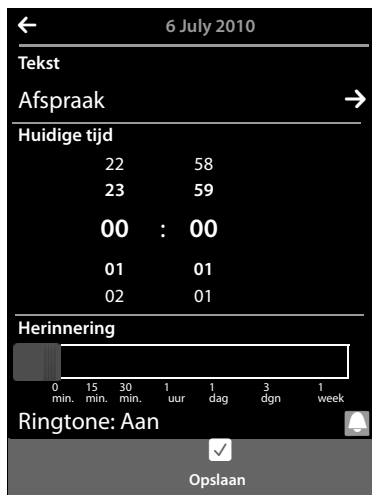 6 July 2010
Tekst
Afspraak
Huidige tijd
22 58
23 59
00 : 00
01 01
02 01
Herinnering
0 min. 15 min. 30 min. 1 uur 1 dag 3 dgn 1 week
Ringtone: Aan
Opslaan